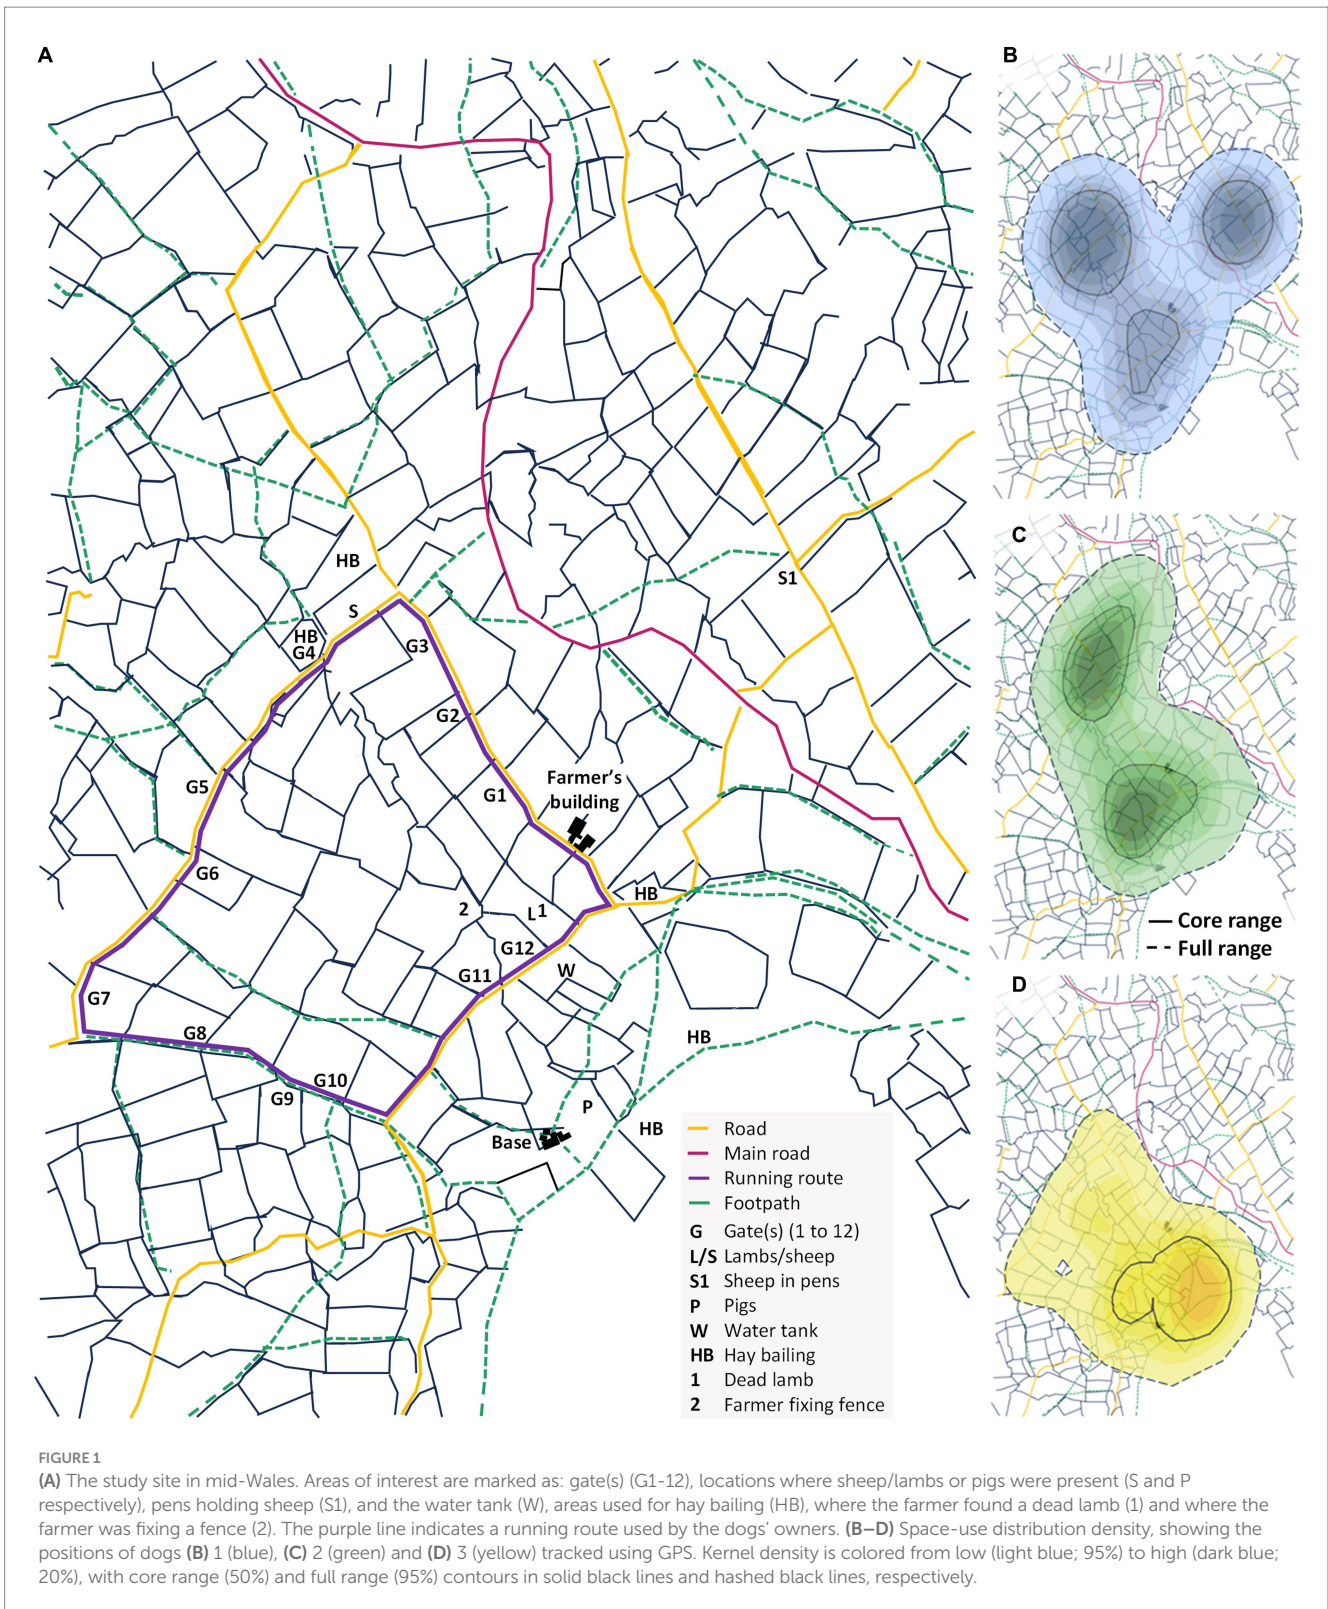 A
B
HB
S
S1
HB
G4
G3
C
G2
Farmer's
building
G5
G1
G6
HB
2
L1
Core range
Full range
G12
G11
W
D
G7
G8
HB
G10
G9
P
HB
Base
Road
Main road
Running route
Footpath
G Gate(s) (1 to 12)
L/S Lambs/sheep
S1 Sheep in pens
P Pigs
W Water tank
HB Hay bailing
1 Dead lamb
2 Farmer fixing fence
FIGURE 1
(A) The study site in mid-Wales. Areas of interest are marked as: gate(s) (G1-12), locations where sheep/lambs or pigs were present (S and P
respectively), pens holding sheep (S1), and the water tank (W), areas used for hay bailing (HB), where the farmer found a dead lamb (1) and where the
farmer was fixing a fence (2). The purple line indicates a running route used by the dogs' owners. (B–D) Space-use distribution density, showing the
positions of dogs (B) 1 (blue), (C) 2 (green) and (D) 3 (yellow) tracked using GPS. Kernel density is colored from low (light blue; 95%) to high (dark blue;
20%), with core range (50%) and full range (95%) contours in solid black lines and hashed black lines, respectively.